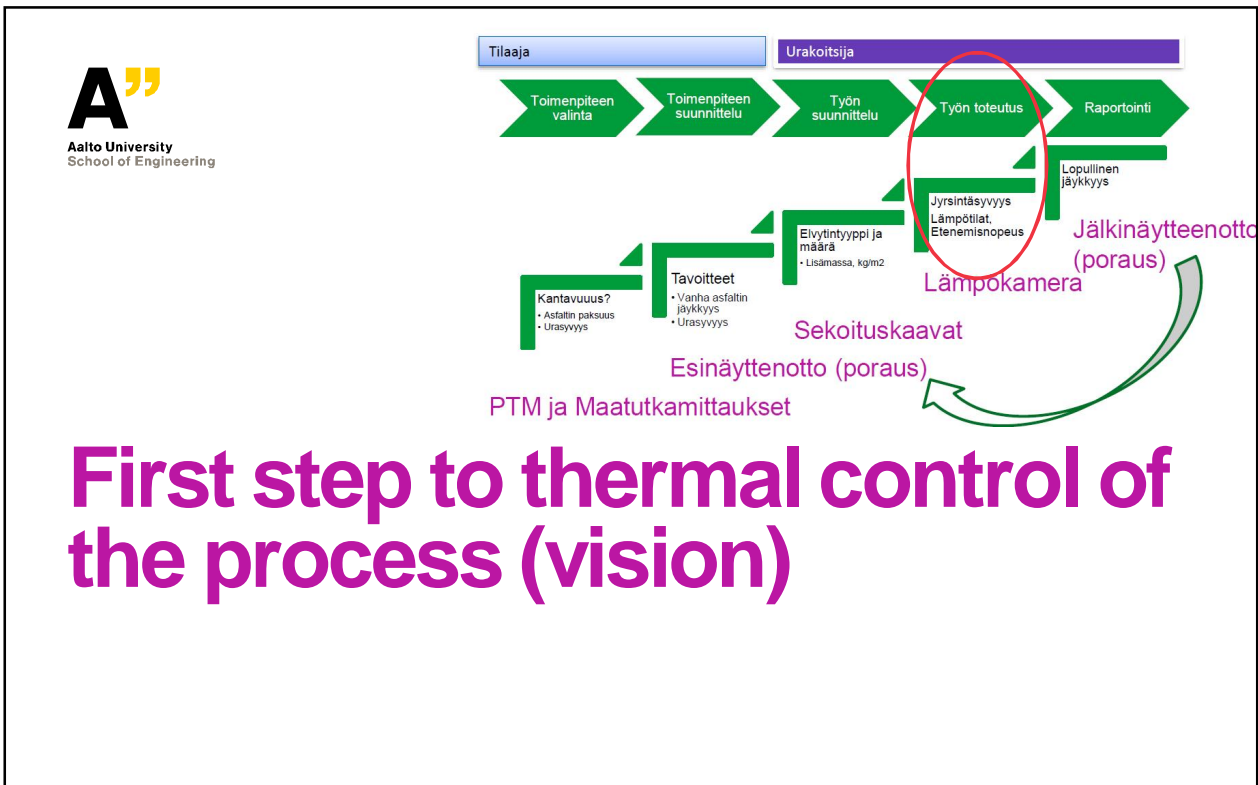 Tilaaja
Urakoitsija
A”
Aalto University
School of Engineering
Toimenpiteen
valinta
Toimenpiteen
suunnittelu
Työn
suunnittelu
Työn toteutus
Raportointi
Kantavuuus?
• Asfaltin paksuus
• Urasyvyys
Tavoitteet
• Vanha asfaltin
jäykkyys
• Urasyvyys
Elvytintyyppi ja
määrä
• Lisämassa, kg/m2
Jyrsintäsyvyys
Lämpötilat,
Etenemisnopeus
Lopullinen
jäykkyys
Jälkinäytteenotto
(poraus)
Lämpökamera
Sekoituskaavat
Esinäyttenotto (poraus)
PTM ja Maatutkamittaukset
First step to thermal control of
the process (vision)